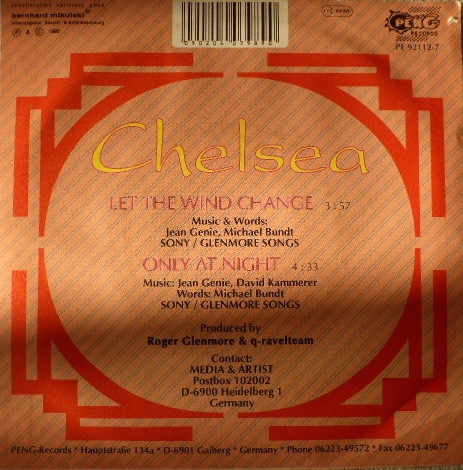 bernhard mikulski
090204 039890
PENG
RECORDS
PE 92112-7
Chelsea
LET THE WIND CHANGE 3:57
Music & Words:
Jean Genie, Michael Bundt
SONY / GLENMORE SONGS
ONLY AT NIGHT 4:33
Music: Jean Genie, David Kammerer
Words: Michael Bundt
SONY / GLENMORE SONGS
Produced by
Roger Glenmore & q-ravelteam
Contact:
MEDIA & ARTIST
Postbox 102002
D-6900 Heidelberg 1
Germany
PENG-Records * Hauptstraße 134a * D-6901 Gaiberg * Germany * Phone 06223-49572 * Fax 06223-49677